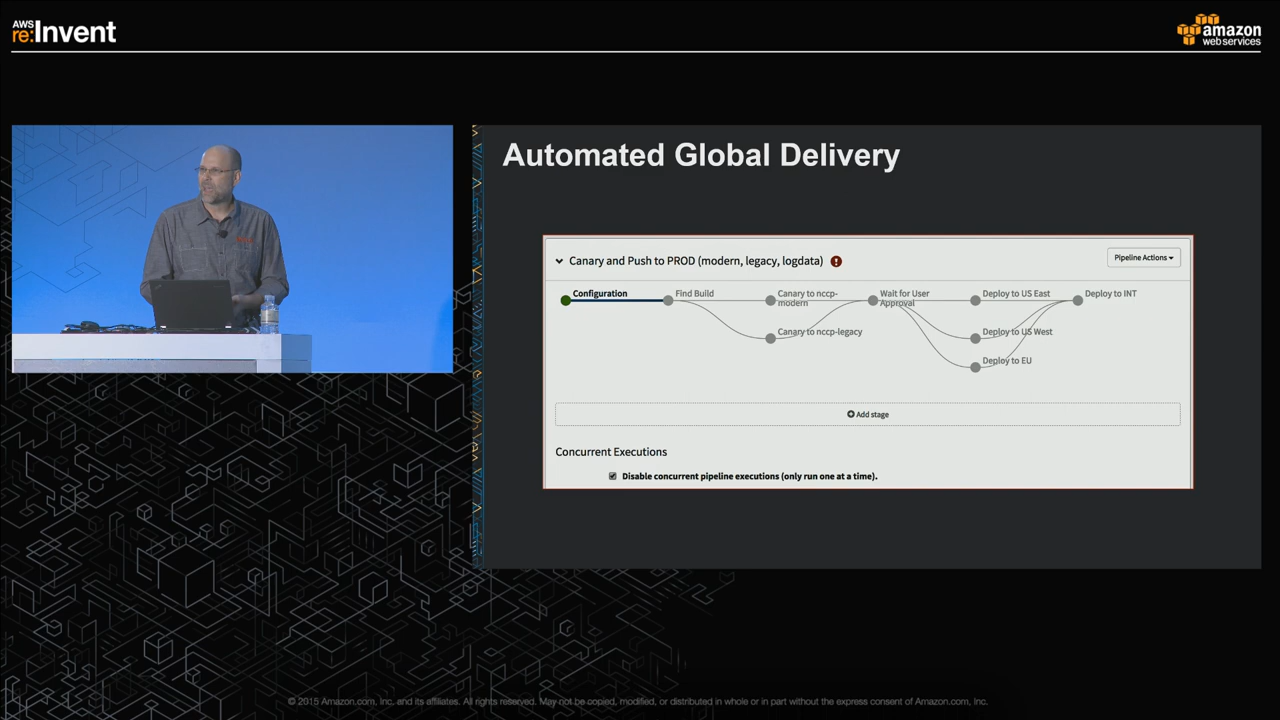 AWS
re:Invent
amazon
web services
Automated Global Delivery
Canary and Push to PROD (modern, legacy, logdata)
Pipeline Actions
Configuration
Find Build
Canary to nccp-
modern
Wait for User
Approval
Deploy to US East
Deploy to INT
Canary to nccp-legacy
Deploy to US West
Deploy to EU
Add stage
Concurrent Executions
Disable concurrent pipeline executions (only run one at a time).
© 2015 Amazon.com, Inc. and its affiliates. All rights reserved. May not be copied, modified, or distributed in whole or in part without the express consent of Amazon.com, Inc.